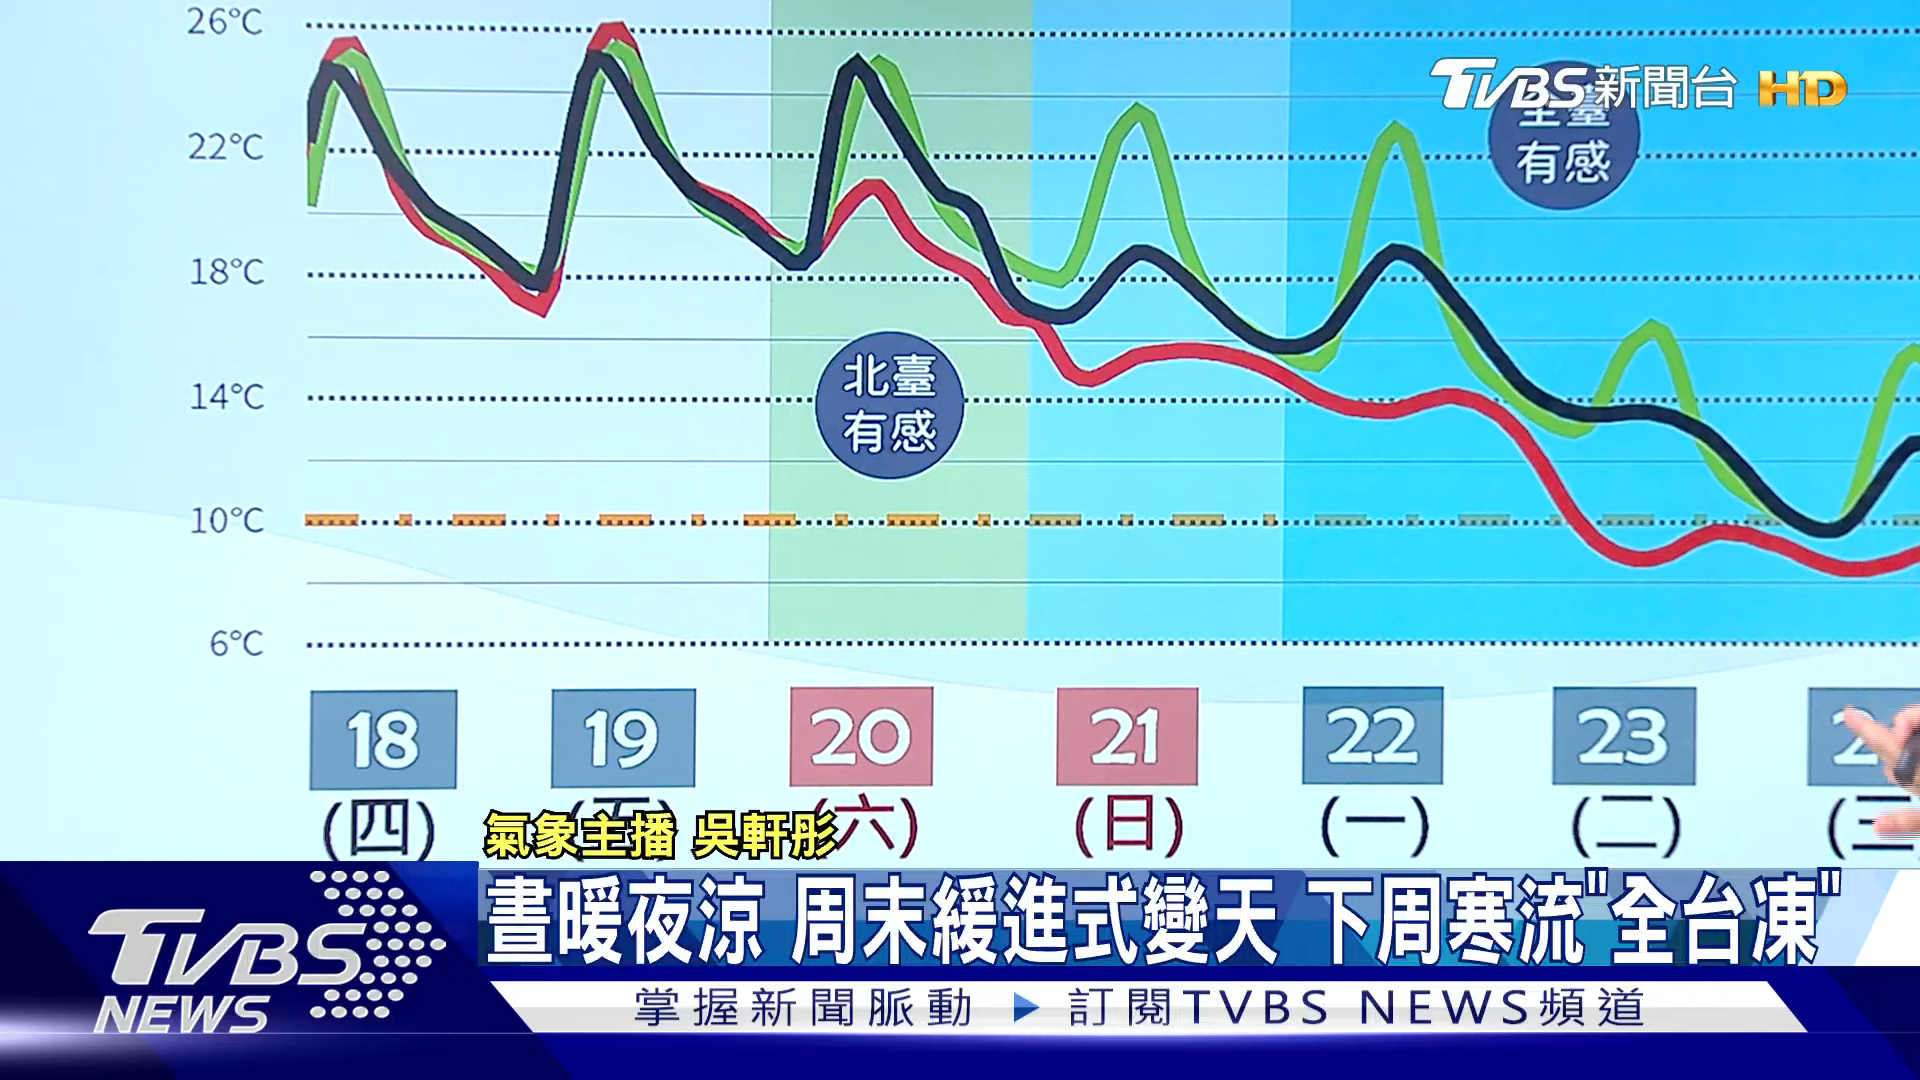 26°C
22°C
18°C
14°C
10°C
6°C
TVBS新聞台 HD
全臺
有感
北臺
有感
18 19 20 21 22 23
(四) (五) (六) (日) (一) (二) (三
氣象主播 吳軒彤
晝暖夜涼 周末緩進式變天 下周寒流"全台凍"
TVBS
NEWS
掌握新聞脈動 ▶ 訂閱TVBS NEWS頻道